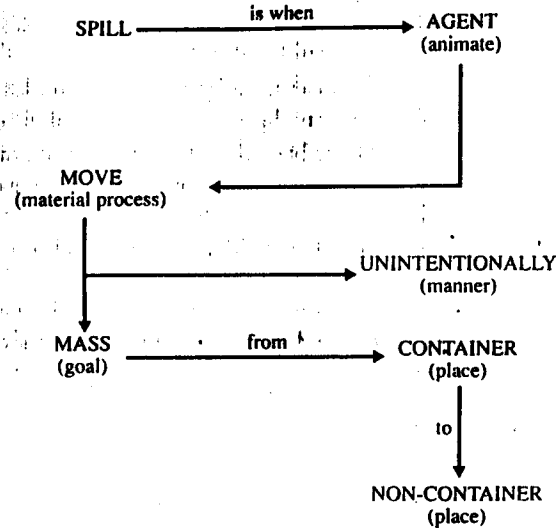 is when
SPILL
AGENT
(animate)
MOVE
(material process)
UNINTENTIONALLY
(manner)
MASS
(goal)
from
CONTAINER
(place)
to
NON-CONTAINER
(place)